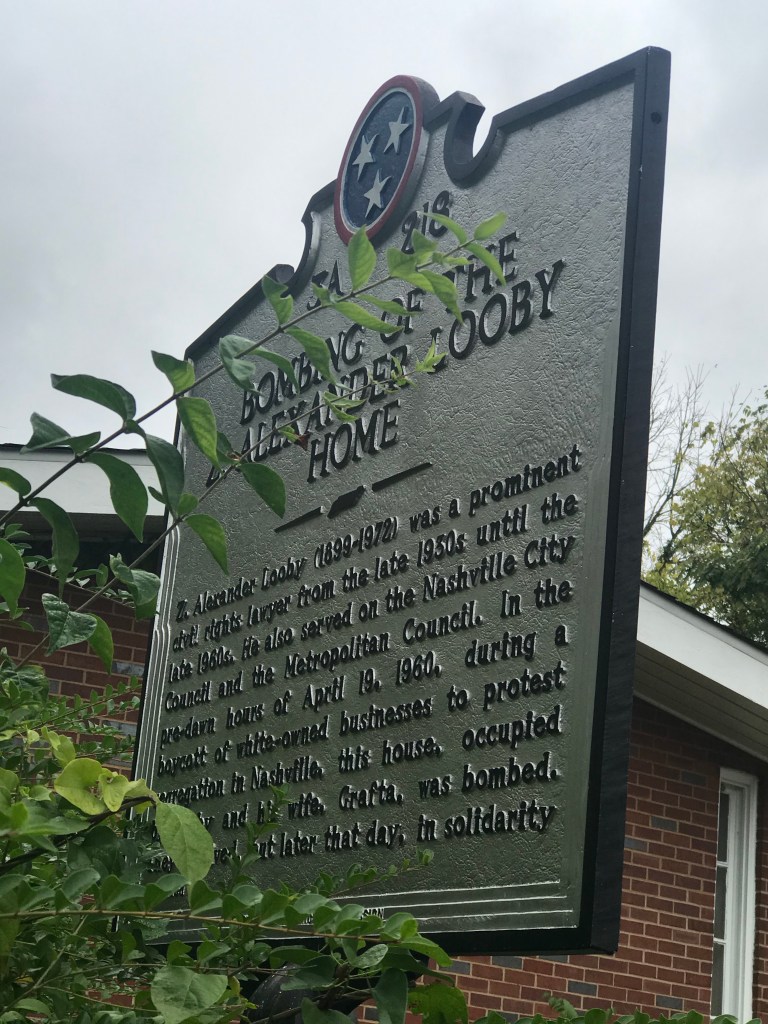 3A 218
BOMBING OF THE
Z. ALEXANDER LOOBY
HOME
Z. Alexander Looby (1899-1972) was a prominent
civil rights lawyer from the late 1930s until the
late 1960s. He also served on the Nashville City
Council and the Metropolitan Council. In the
pre-dawn hours of April 19, 1960, during a
boycott of white-owned businesses to protest
segregation in Nashville, this house, occupied
and his wife, Grafta, was bombed.
later that day, in solidarity